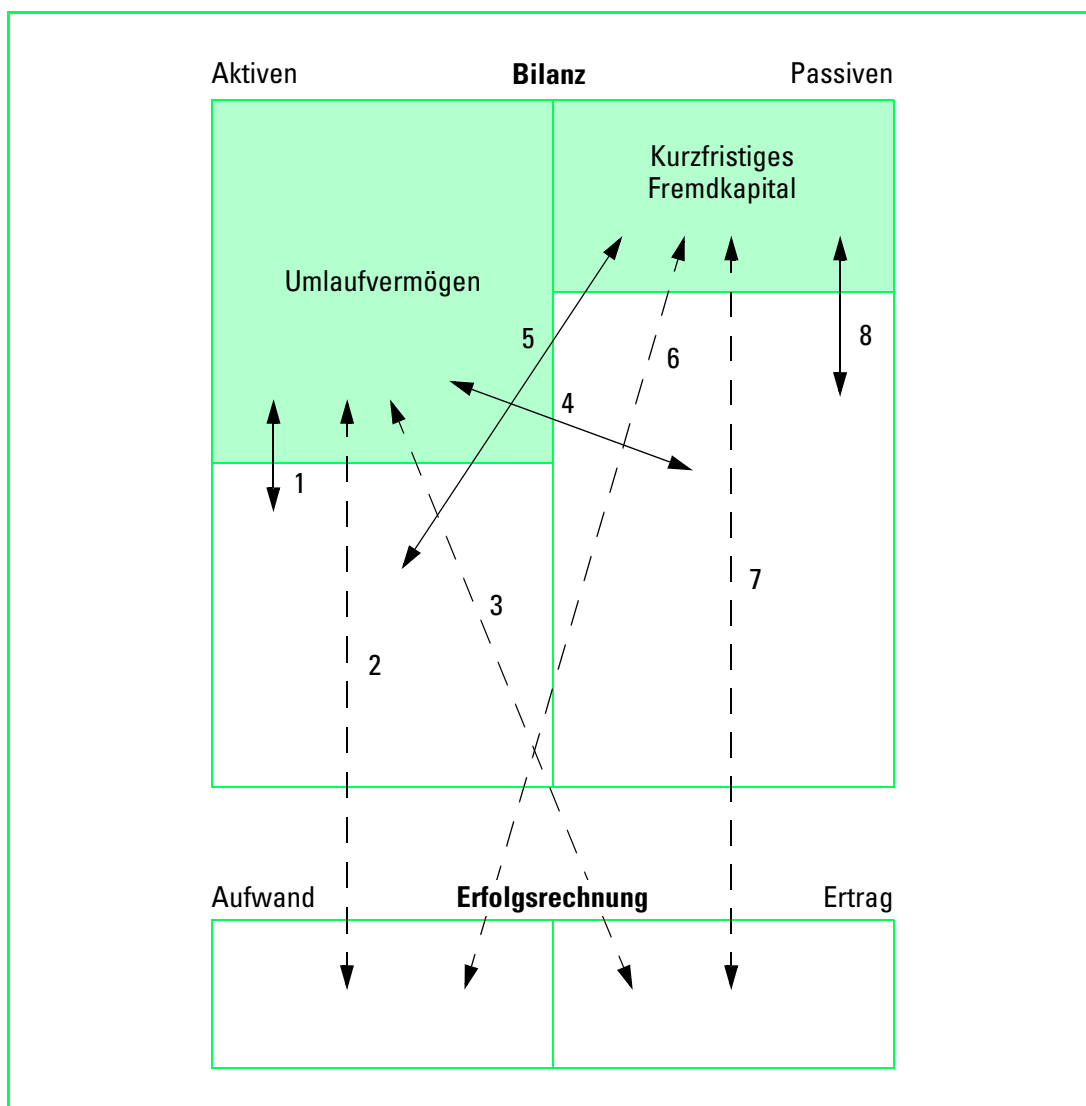 Aktiven Bilanz Passiven
Kurzfristiges
Fremdkapital
Umlaufvermögen
5
6
8
4
1
3
7
2
Aufwand Erfolgsrechnung Ertrag